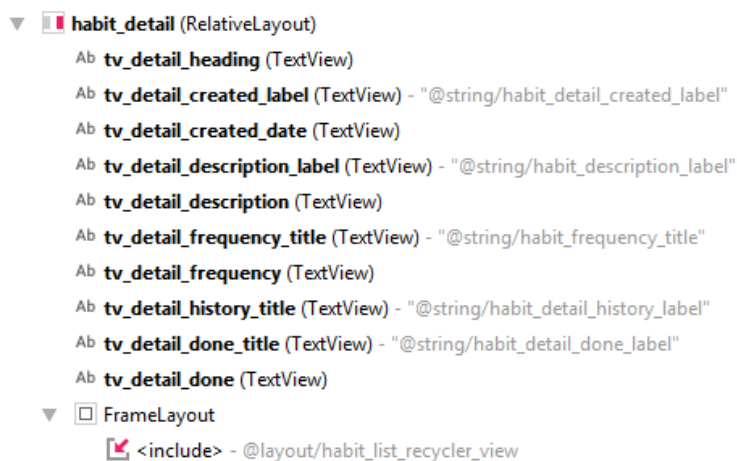 habit_detail (RelativeLayout)
Ab tv_detail_heading (TextView)
Ab tv_detail_created_label (TextView) - "@string/habit_detail_created_label"
Ab tv_detail_created_date (TextView)
Ab tv_detail_description_label (TextView) - "@string/habit_description_label"
Ab tv_detail_description (TextView)
Ab tv_detail_frequency_title (TextView) - "@string/habit_frequency_title"
Ab tv_detail_frequency (TextView)
Ab tv_detail_history_title (TextView) - "@string/habit_detail_history_label"
Ab tv_detail_done_title (TextView) - "@string/habit_detail_done_label"
Ab tv_detail_done (TextView)
FrameLayout
<include> - @layout/habit_list_recycler_view